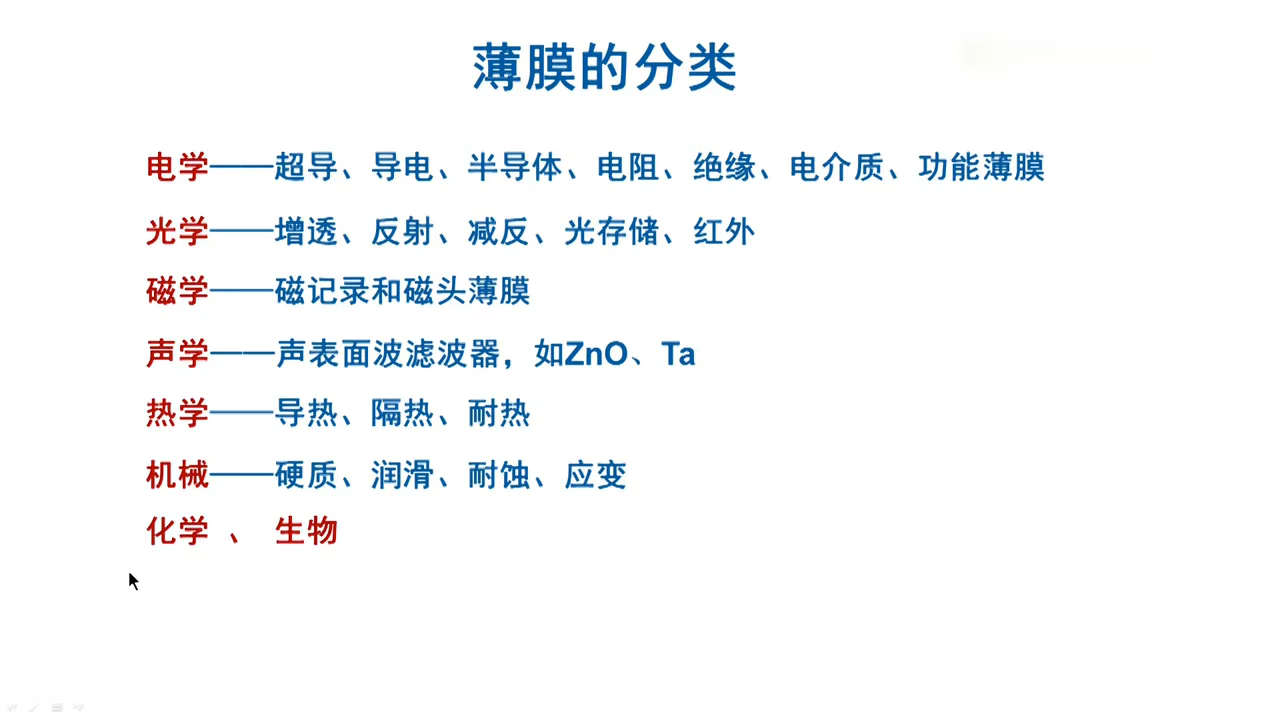 薄膜的分类
电学——超导、导电、半导体、电阻、绝缘、电介质、功能薄膜
光学——增透、反射、减反、光存储、红外
磁学——磁记录和磁头薄膜
声学——声表面波滤波器，如ZnO、Ta
热学——导热、隔热、耐热
机械——硬质、润滑、耐蚀、应变
化学 、 生物